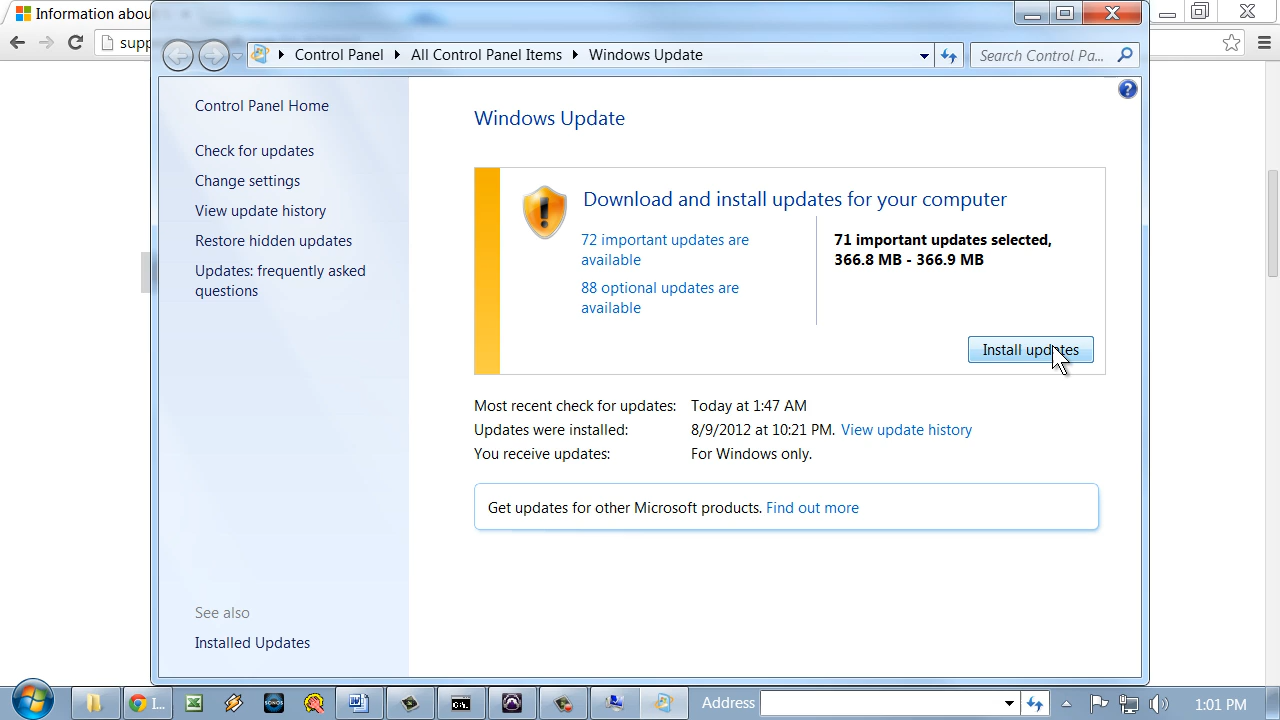 Information abou
supp
Control Panel
All Control Panel Items
Windows Update
Search Control Pa...
Control Panel Home
Check for updates
Change settings
View update history
Restore hidden updates
Updates: frequently asked
questions
See also
Installed Updates
Windows Update
Download and install updates for your computer
72 important updates are
available
88 optional updates are
available
71 important updates selected,
366.8 MB - 366.9 MB
Install updates
Most recent check for updates: Today at 1:47 AM
Updates were installed: 8/9/2012 at 10:21 PM. View update history
You receive updates: For Windows only.
Get updates for other Microsoft products. Find out more
I...
SONOS
C:\.
Address
1:01 PM